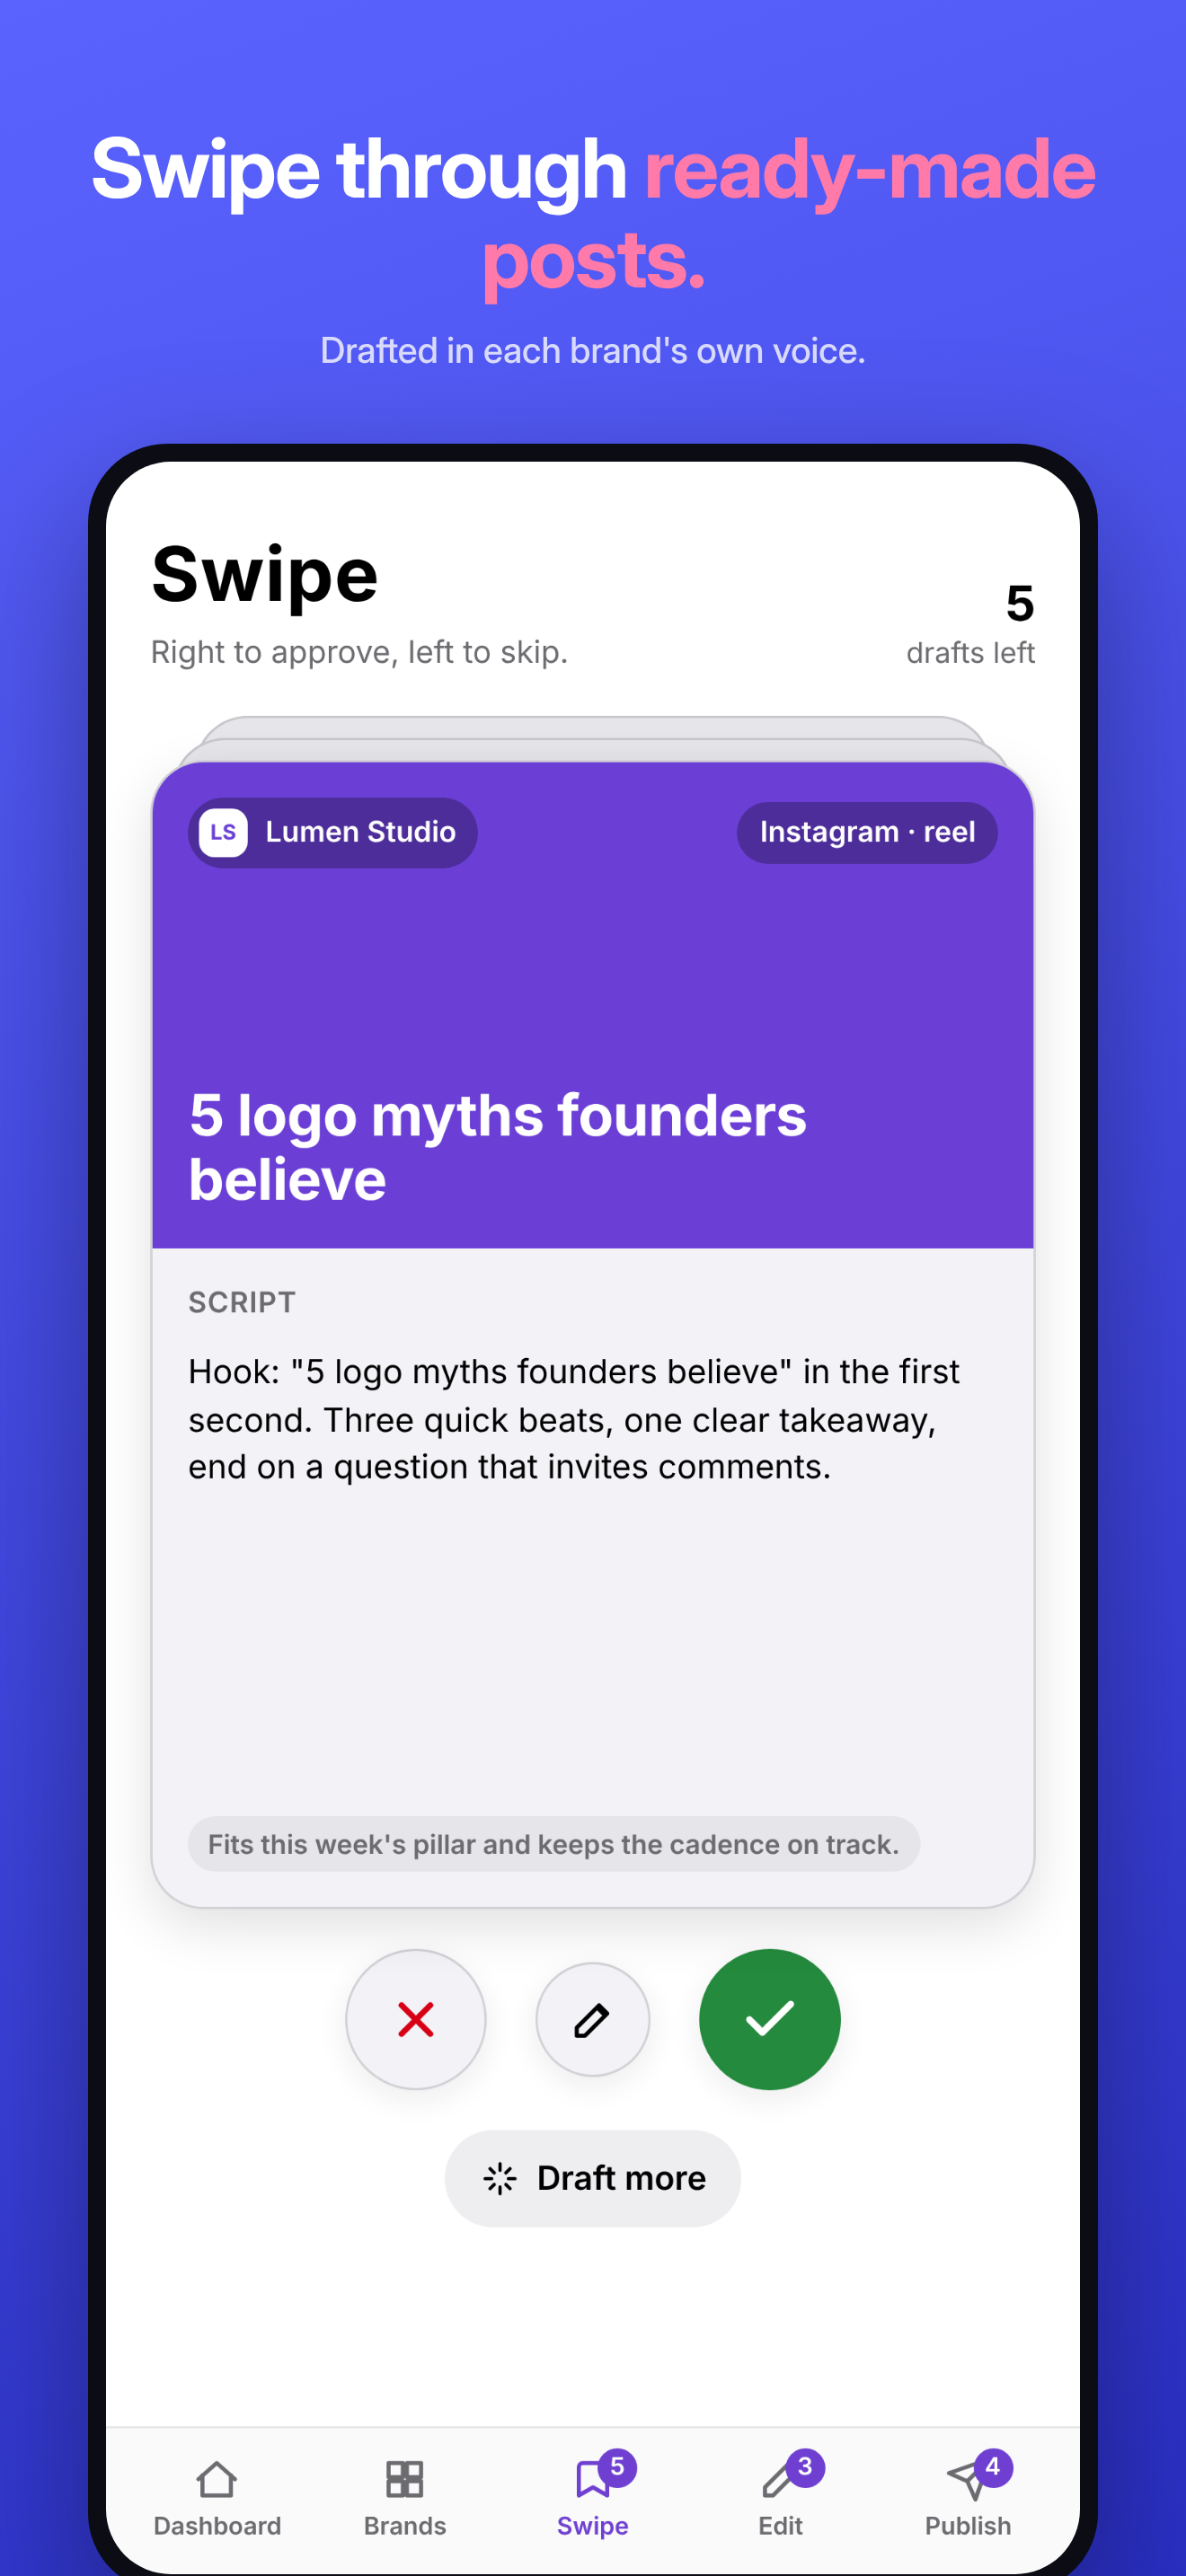 Swipe through ready-made
posts.
Drafted in each brand's own voice.
Swipe
Right to approve, left to skip.
5
drafts left
LS Lumen Studio
Instagram · reel
5 logo myths founders
believe
SCRIPT
Hook: "5 logo myths founders believe" in the first
second. Three quick beats, one clear takeaway,
end on a question that invites comments.
Fits this week's pillar and keeps the cadence on track.
Draft more
5
3
4
Dashboard
Brands
Swipe
Edit
Publish